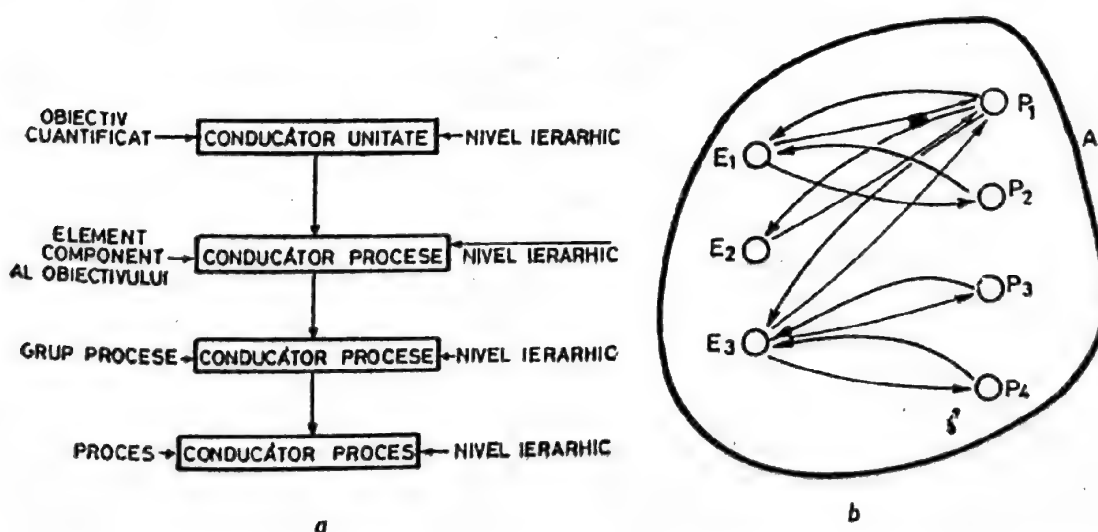 OBIECTIV
CUANTIFICAT
CONDUCĂTOR UNITATE
NIVEL IERARHIC
ELEMENT
COMPONENT
AL OBIECTIVULUI
CONDUCĂTOR PROCESE
NIVEL IERARHIC
GRUP PROCESE
CONDUCĂTOR PROCESE
NIVEL IERARHIC
PROCES
CONDUCĂTOR PROCES
NIVEL IERARHIC
a
P1
A
E1
P2
E2
P3
E3
P4
b